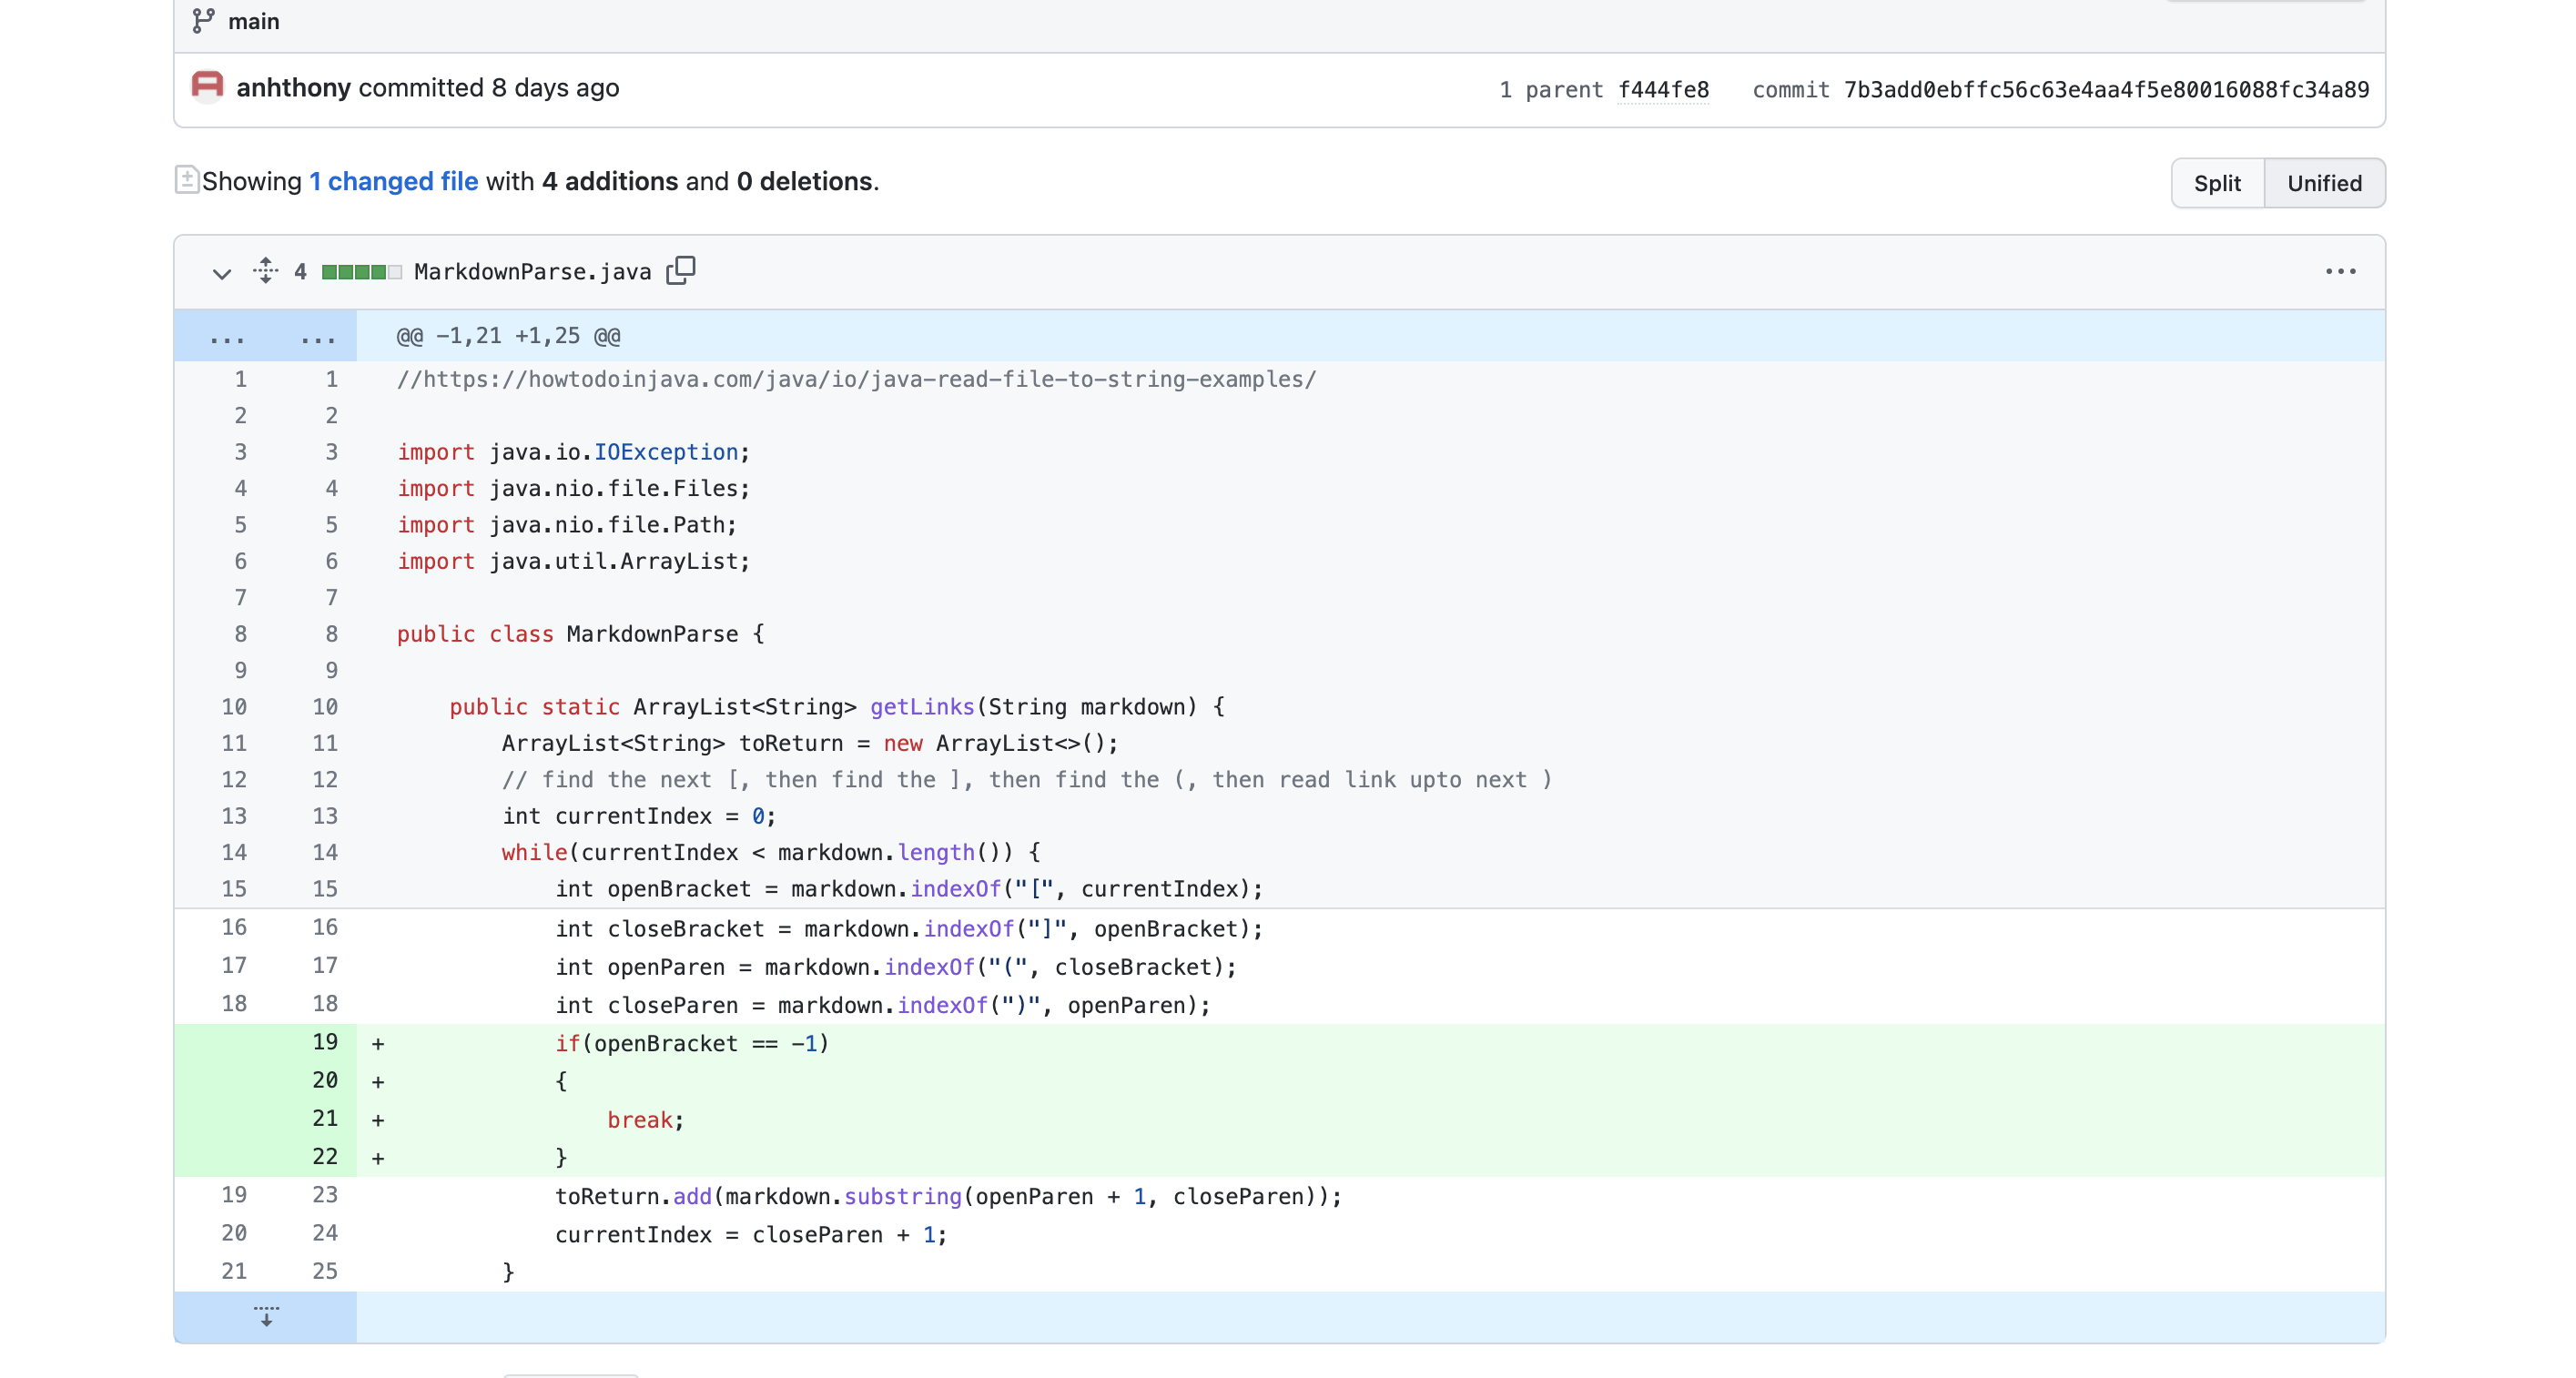 main
anhthony committed 8 days ago 1 parent f444fe8 commit 7b3add0ebffc56c63e4aa4f5e80016088fc34a89
Showing 1 changed file with 4 additions and 0 deletions. Split Unified
4 MarkdownParse.java ...
... ... @@ -1,21 +1,25 @@
1 1 //https://howtodoinjava.com/java/io/java-read-file-to-string-examples/
2 2
3 3 import java.io.IOException;
4 4 import java.nio.file.Files;
5 5 import java.nio.file.Path;
6 6 import java.util.ArrayList;
7 7
8 8 public class MarkdownParse {
9 9
10 10     public static ArrayList<String> getLinks(String markdown) {
11 11         ArrayList<String> toReturn = new ArrayList<>();
12 12         // find the next [, then find the ], then find the (, then read link upto next )
13 13         int currentIndex = 0;
14 14         while(currentIndex < markdown.length()) {
15 15             int openBracket = markdown.indexOf("[", currentIndex);
16 16             int closeBracket = markdown.indexOf("]", openBracket);
17 17             int openParen = markdown.indexOf("(", closeBracket);
18 18             int closeParen = markdown.indexOf(")", openParen);
19 +             if(openBracket == -1)
20 +             {
21 +                 break;
22 +             }
19 23             toReturn.add(markdown.substring(openParen + 1, closeParen));
20 24             currentIndex = closeParen + 1;
21 25         }